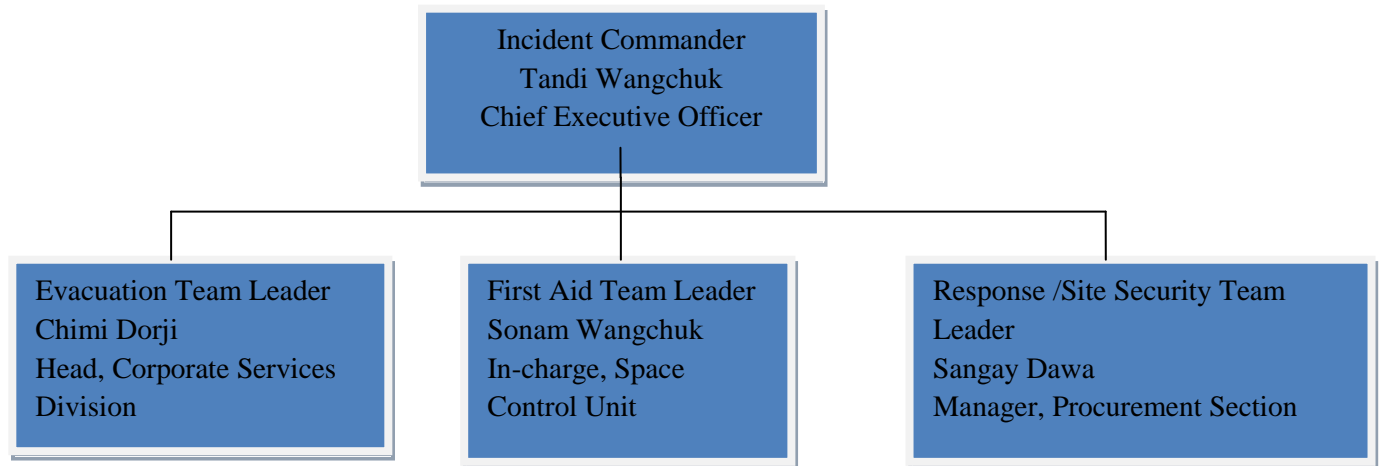 Incident Commander
Tandi Wangchuk
Chief Executive Officer
Evacuation Team Leader
Chimi Dorji
Head, Corporate Services
Division
First Aid Team Leader
Sonam Wangchuk
In-charge, Space
Control Unit
Response /Site Security Team
Leader
Sangay Dawa
Manager, Procurement Section